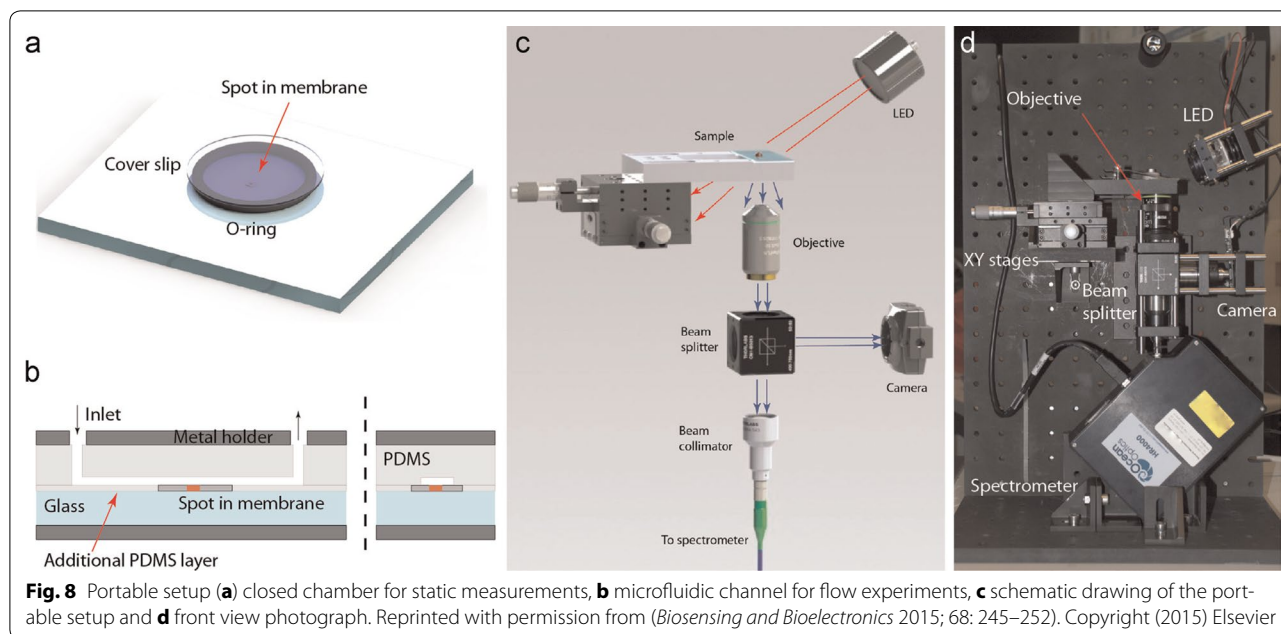 a
Spot in membrane
Cover slip
O-ring
b
Inlet
Metal holder
PDMS
Glass
Spot in membrane
Additional PDMS layer
c
LED
Sample
Objective
Beam
splitter
Camera
Beam
collimator
To spectrometer
d
Objective
LED
XY stages
Beam
splitter
Camera
HR4000
Ocean
Optics
Spectrometer
Fig. 8 Portable setup (a) closed chamber for static measurements, b microfluidic channel for flow experiments, c schematic drawing of the port-
able setup and d front view photograph. Reprinted with permission from (Biosensing and Bioelectronics 2015; 68: 245–252). Copyright (2015) Elsevier